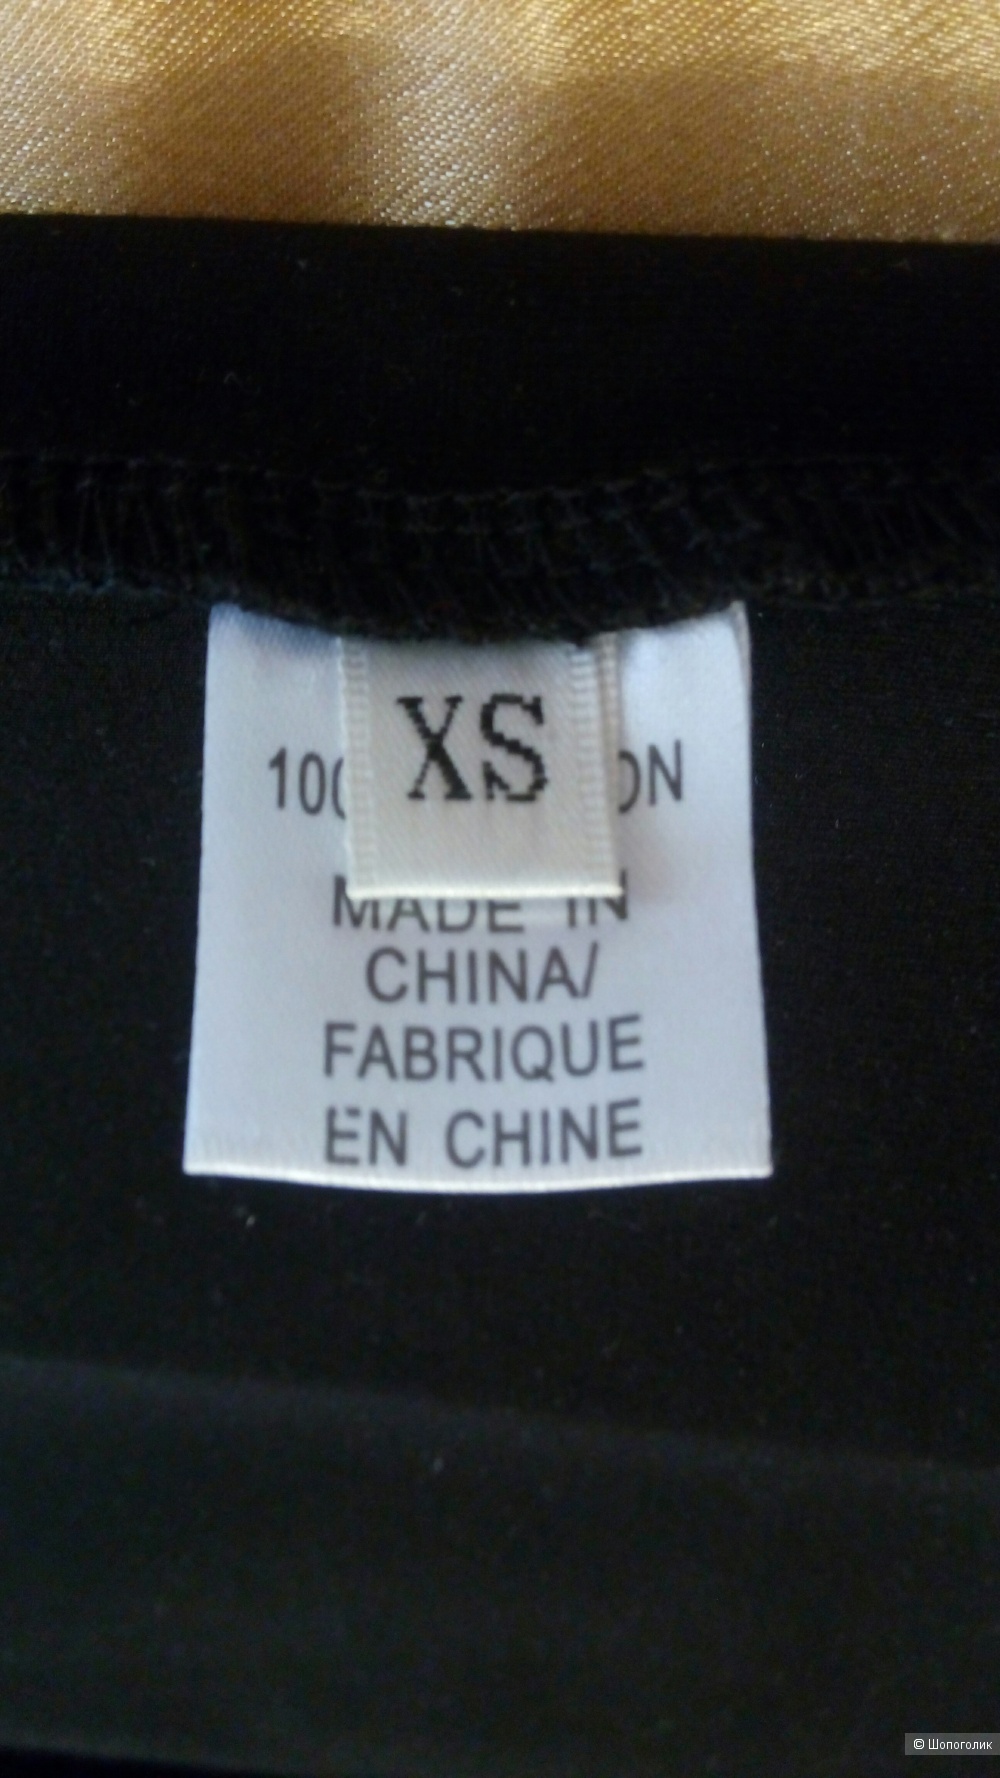 XS
MADE IN
CHINA/
FABRIQUE
EN CHINE
© Шопоголик